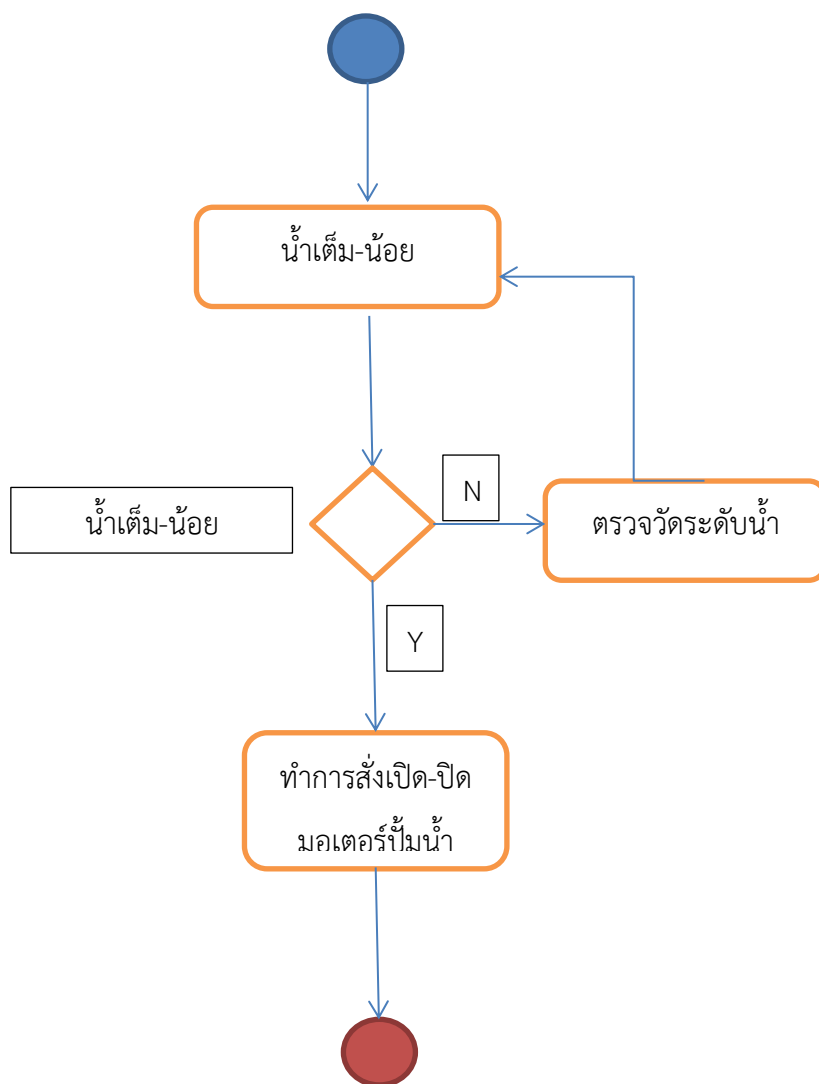 น้ำเต็ม-น้อย
น้ำเต็ม-น้อย
N
ตรวจวัดระดับน้ำ
Y
ทำการสั่งเปิด-ปิด
มอเตอร์ปั้มน้ำ